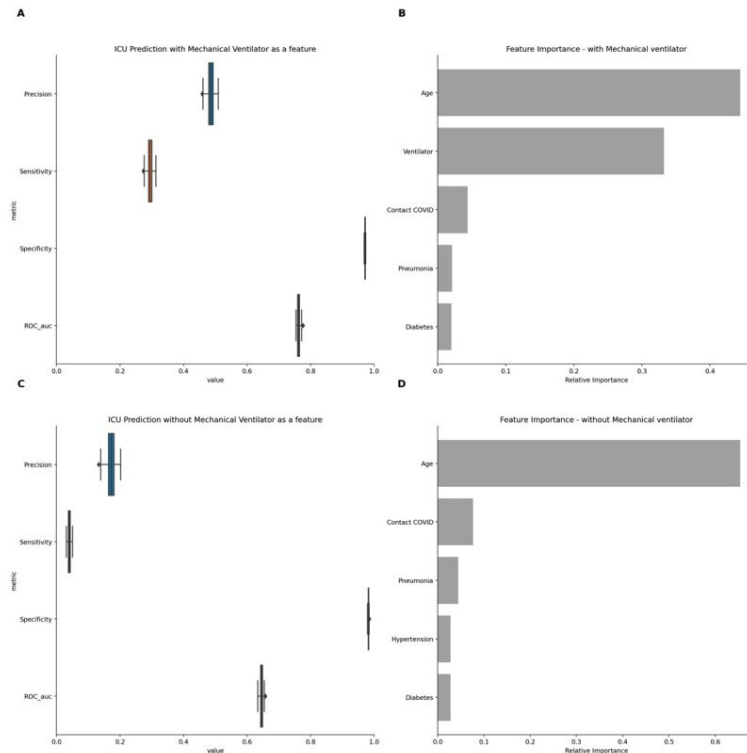 A
ICU Prediction with Mechanical Ventilator as a feature
Precision
Sensitivity
Specificity
ROC_auc
metric
0.0 0.2 0.4 0.6 0.8 1.0
value
B
Feature Importance - with Mechanical ventilator
Age
Ventilator
Contact COVID
Pneumonia
Diabetes
0.0 0.1 0.2 0.3 0.4
Relative Importance
C
ICU Prediction without Mechanical Ventilator as a feature
Precision
Sensitivity
Specificity
ROC_auc
metric
0.0 0.2 0.4 0.6 0.8 1.0
value
D
Feature Importance - without Mechanical ventilator
Age
Contact COVID
Pneumonia
Hypertension
Diabetes
0.0 0.1 0.2 0.3 0.4 0.5 0.6
Relative Importance